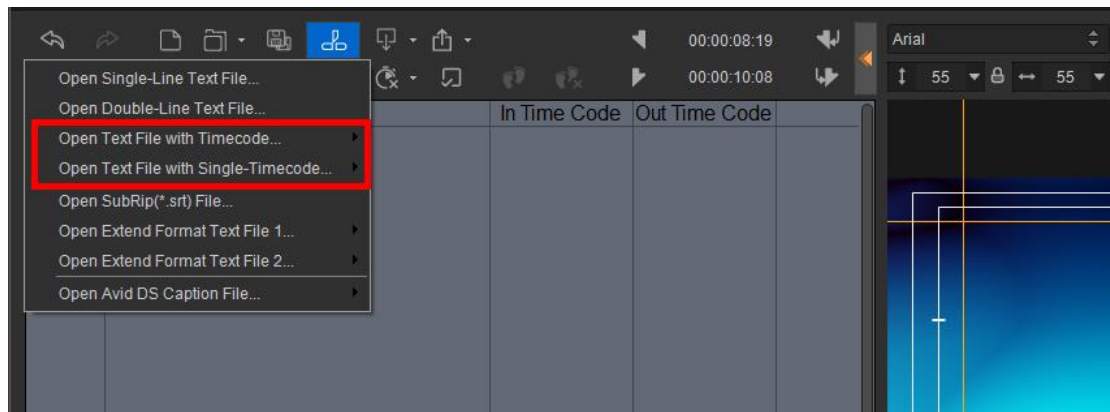 00:00:08:19
Arial
00:00:10:08
55
55
Open Single-Line Text File...
Open Double-Line Text File...
In Time Code
Out Time Code
Open Text File with Timecode...
Open Text File with Single-Timecode...
Open SubRip(*.srt) File...
Open Extend Format Text File 1...
Open Extend Format Text File 2...
Open Avid DS Caption File...